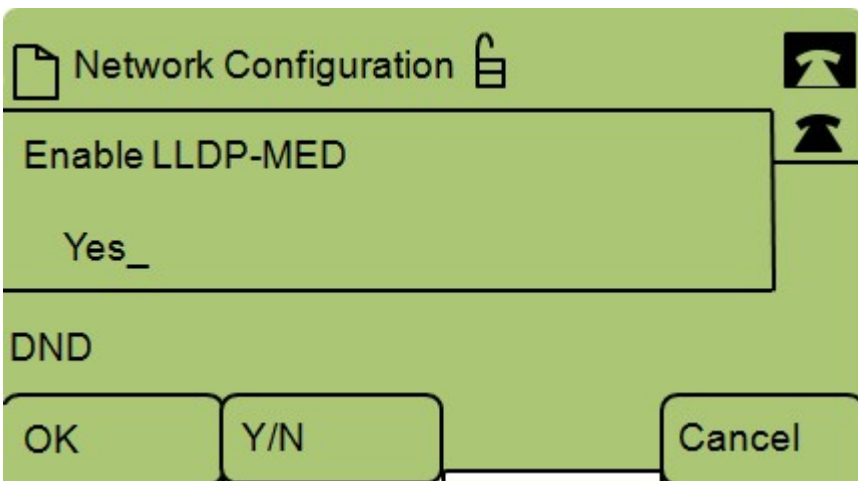 Network Configuration
Enable LLDP-MED
Yes_
DND
OK Y/N Cancel